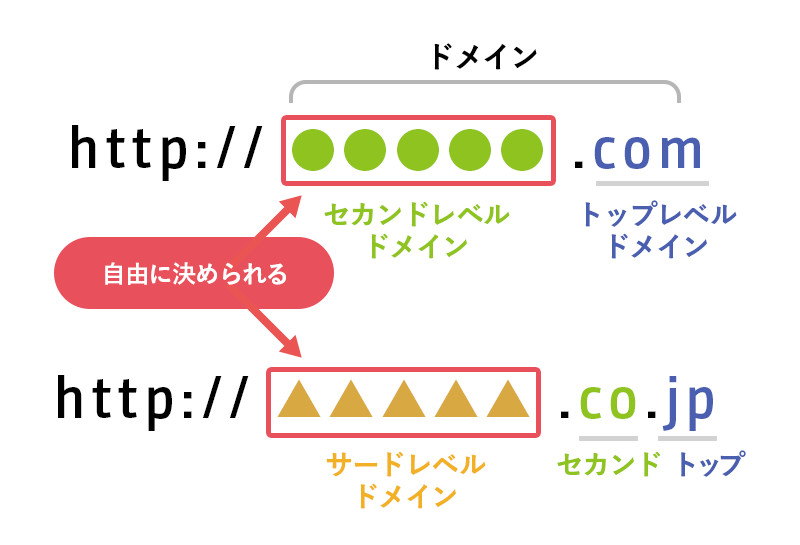 ドメイン
http://●●●●●.com
セカンドレベル
ドメイン
トップレベル
ドメイン
自由に決められる
http://▲▲▲▲▲.co.jp
サードレベル
ドメイン
セカンド
トップ